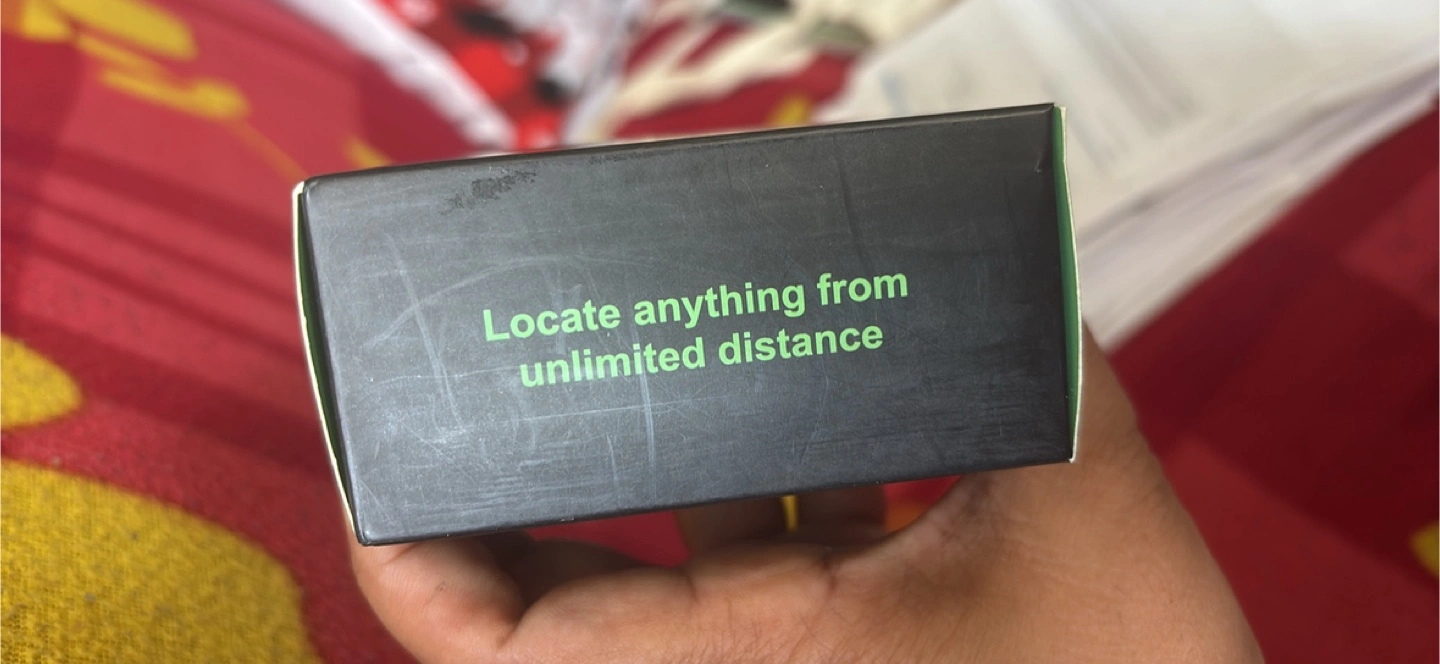 Locate anything from
unlimited distance